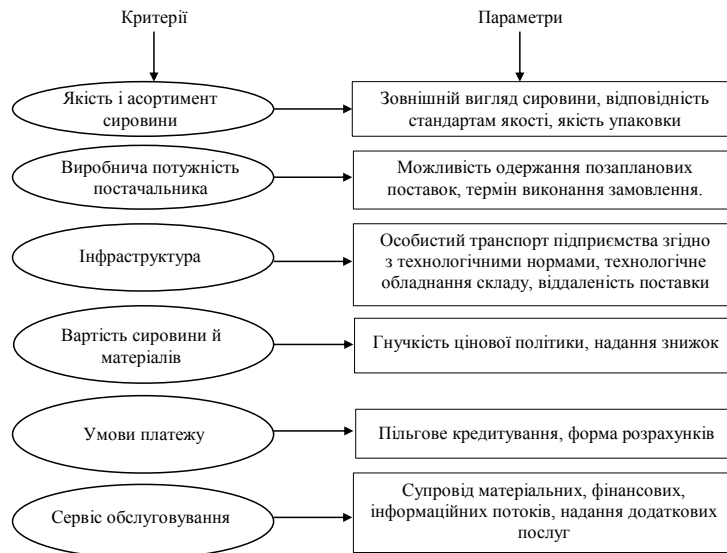 Критерії
Параметри
Якість і асортимент
сировини
Зовнішній вигляд сировини, відповідність
стандартам якості, якість упаковки
Виробнича потужність
постачальника
Можливість одержання позапланових
поставок, термін виконання замовлення.
Інфраструктура
Особистий транспорт підприємства згідно
з технологічними нормами, технологічне
обладнання складу, віддаленість поставки
Вартість сировини й
матеріалів
Гнучкість цінової політики, надання знижок
Умови платежу
Пільгове кредитування, форма розрахунків
Сервіс обслуговування
Супровід матеріальних, фінансових,
інформаційних потоків, надання додаткових
послуг